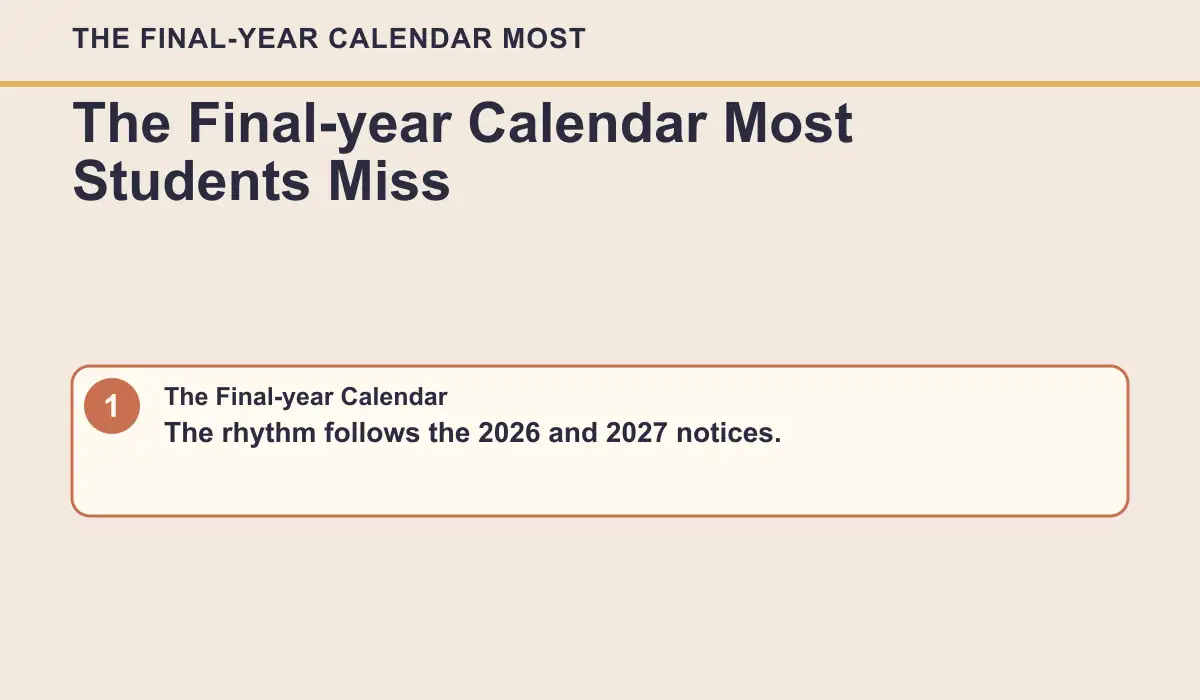 THE FINAL-YEAR CALENDAR MOST
The Final-year Calendar Most
Students Miss
1
The Final-year Calendar
The rhythm follows the 2026 and 2027 notices.